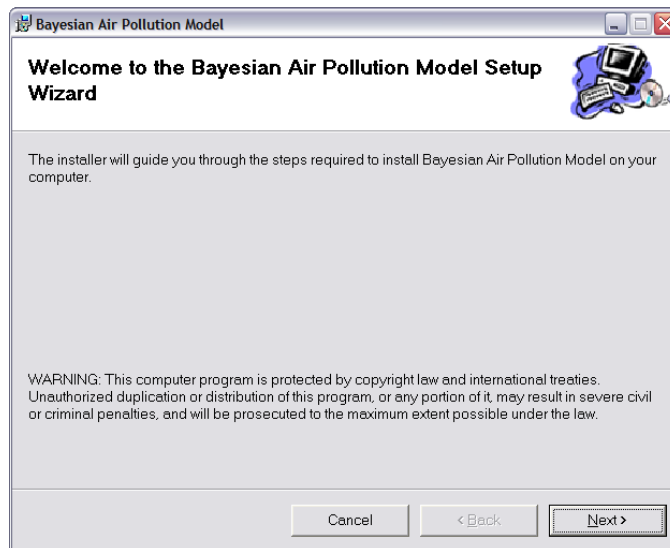 Bayesian Air Pollution Model
Welcome to the Bayesian Air Pollution Model Setup
Wizard
The installer will guide you through the steps required to install Bayesian Air Pollution Model on your
computer.
WARNING: This computer program is protected by copyright law and international treaties.
Unauthorized duplication or distribution of this program, or any portion of it, may result in severe civil
or criminal penalties, and will be prosecuted to the maximum extent possible under the law.
Cancel
< Back
Next >